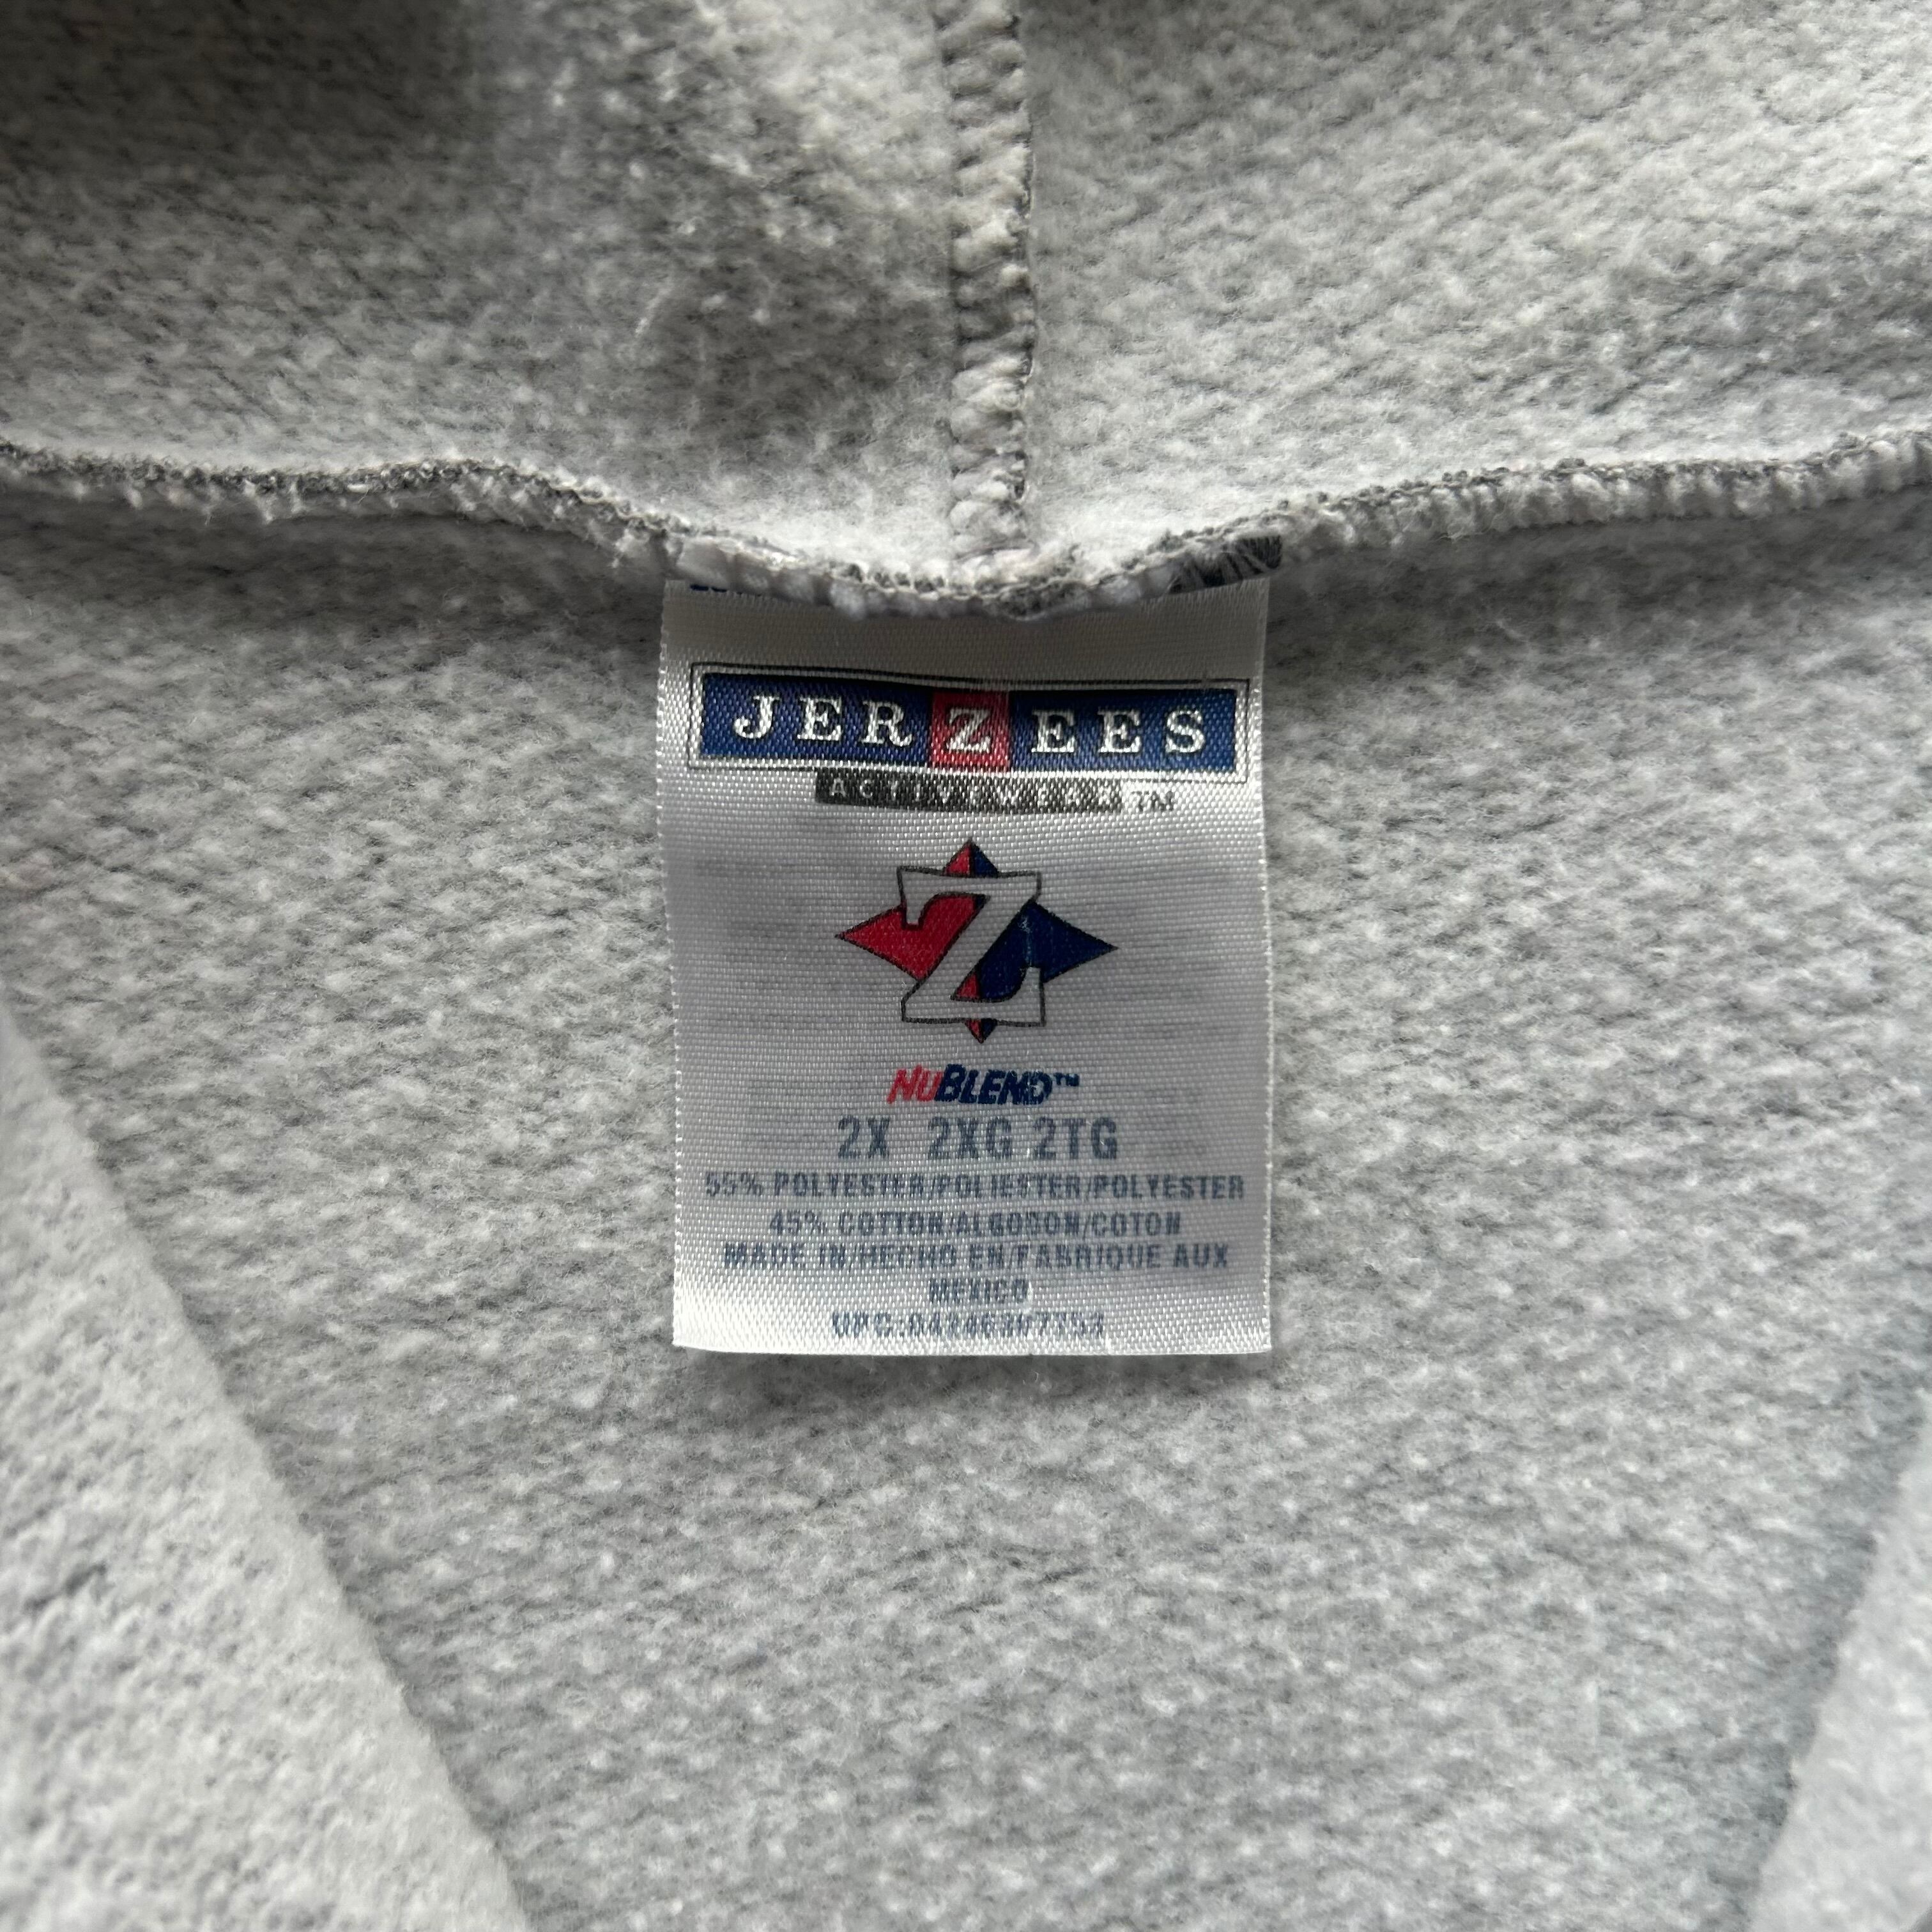 JERZEES
ACTIVEWEAR™
Z
NUBLEND™
2X 2XG 2TG
55% POLYESTER/POLIESTER/POLYESTER
45% COTTON/ALGODON/COTON
MADE IN/HECHO EN/FABRIQUE AUX
MEXICO